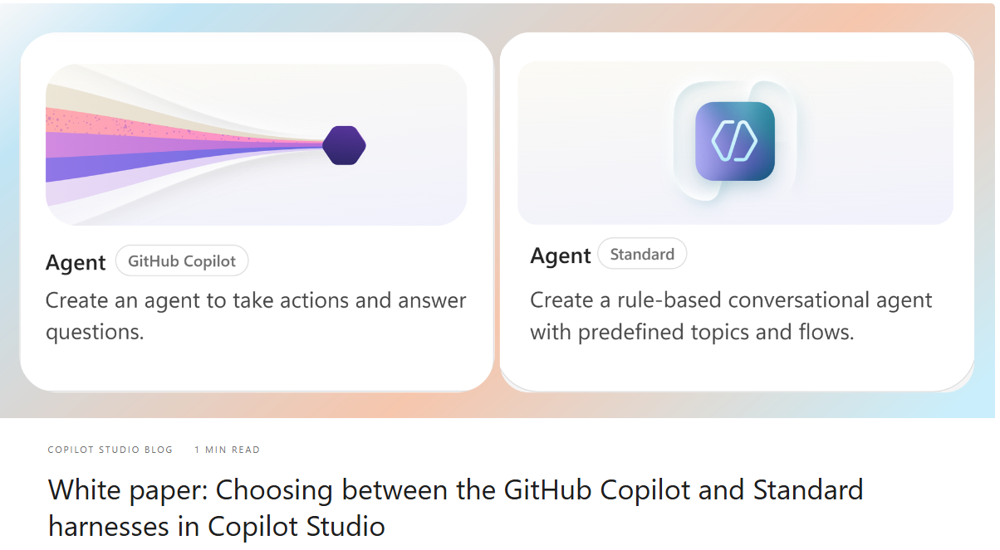 Agent GitHub Copilot
Create an agent to take actions and answer
questions.
Agent Standard
Create a rule-based conversational agent
with predefined topics and flows.
COPILOT STUDIO BLOG 1 MIN READ
White paper: Choosing between the GitHub Copilot and Standard
harnesses in Copilot Studio